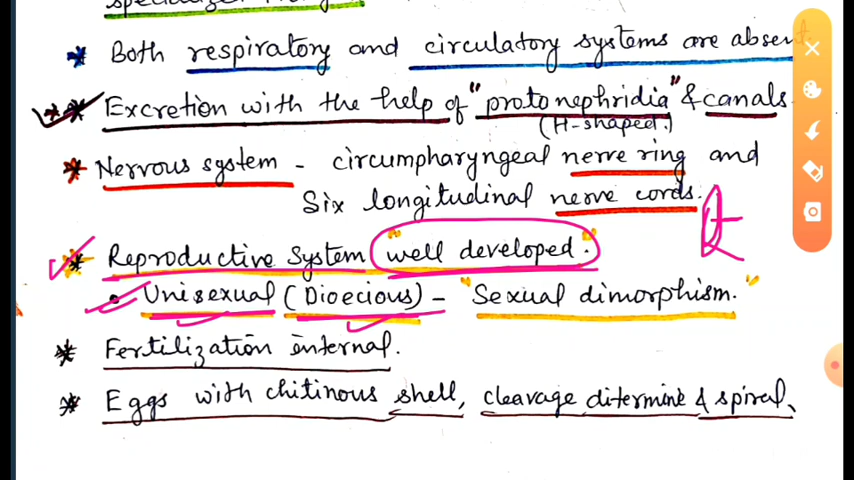 specialized
* Both respiratory and circulatory systems are absent.
* Excretion with the help of "protonephridia" & canals.
(H-shaped.)
* Nervous system - circumpharyngeal nerve ring and
Six longitudinal nerve cords.
* Reproductive System "well developed."
• Unisexual (Dioecious) - "Sexual dimorphism."
* Fertilization internal.
* Eggs with chitinous shell, cleavage ditermine & spiral,